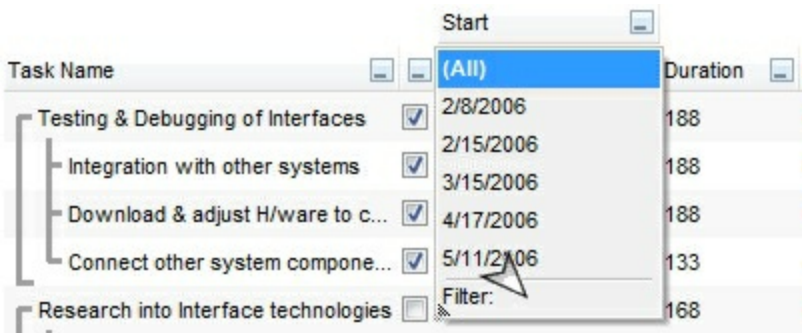 Start
Task Name
Duration
(All)
Testing & Debugging of Interfaces
2/8/2006
188
2/15/2006
Integration with other systems
188
3/15/2006
Download & adjust H/ware to c...
4/17/2006
188
Connect other system compone...
5/11/2006
133
Research into Interface technologies
Filter:
168